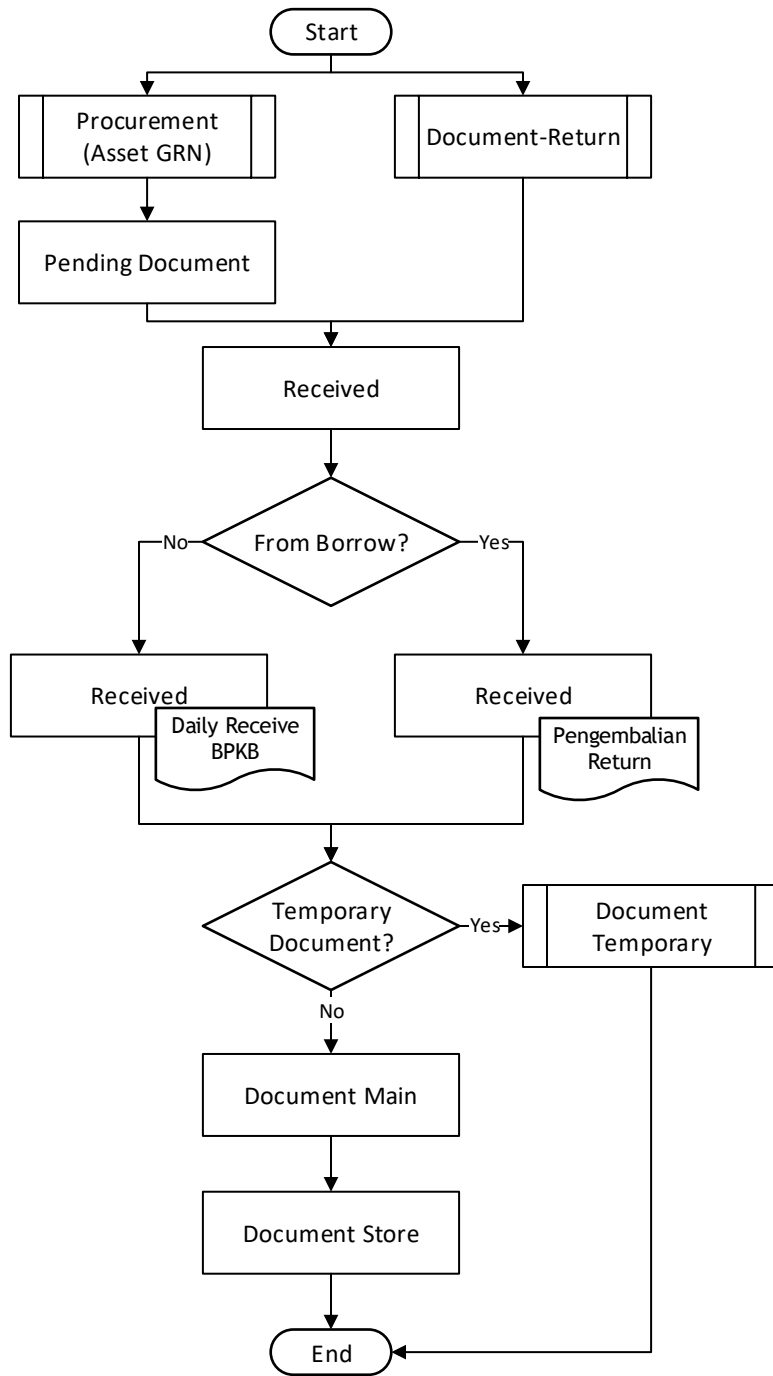 Start
Procurement
(Asset GRN)
Document-Return
Pending Document
Received
From Borrow?
No
Yes
Received
Daily Receive
BPKB
Received
Pengembalian
Return
Temporary
Document?
Yes
Document
Temporary
No
Document Main
Document Store
End